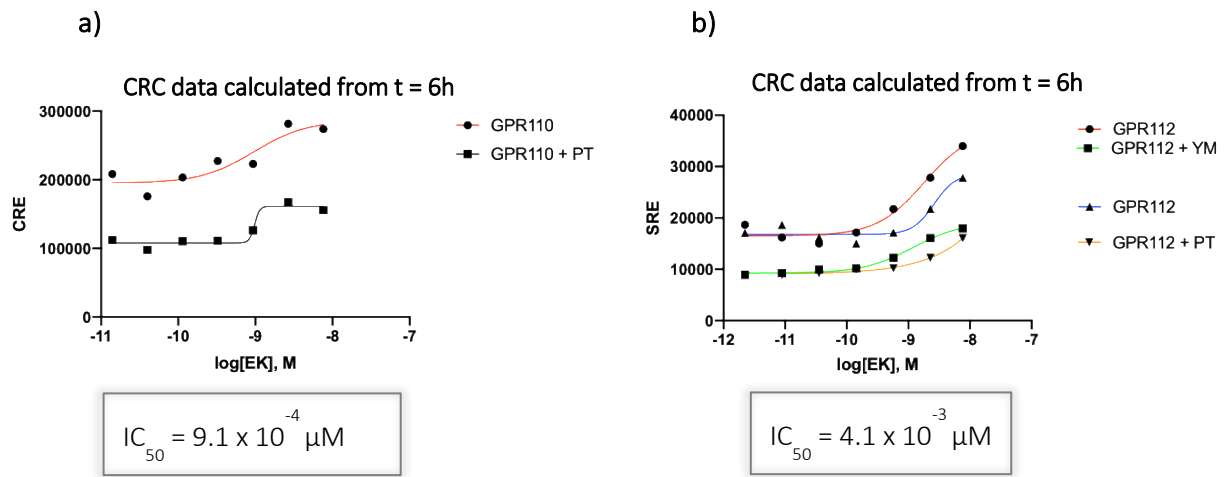 a)
CRC data calculated from t = 6h
300000
200000
100000
0
CRE
-11
-10
-9
-8
-7
log[EK], M
GPR110
GPR110 + PT
IC50 = 9.1 x 10-4 µM
b)
CRC data calculated from t = 6h
40000
30000
20000
10000
0
SRE
-12
-11
-10
-9
-8
-7
log[EK], M
GPR112
GPR112 + YM
GPR112
GPR112 + PT
IC50 = 4.1 x 10-3 µM